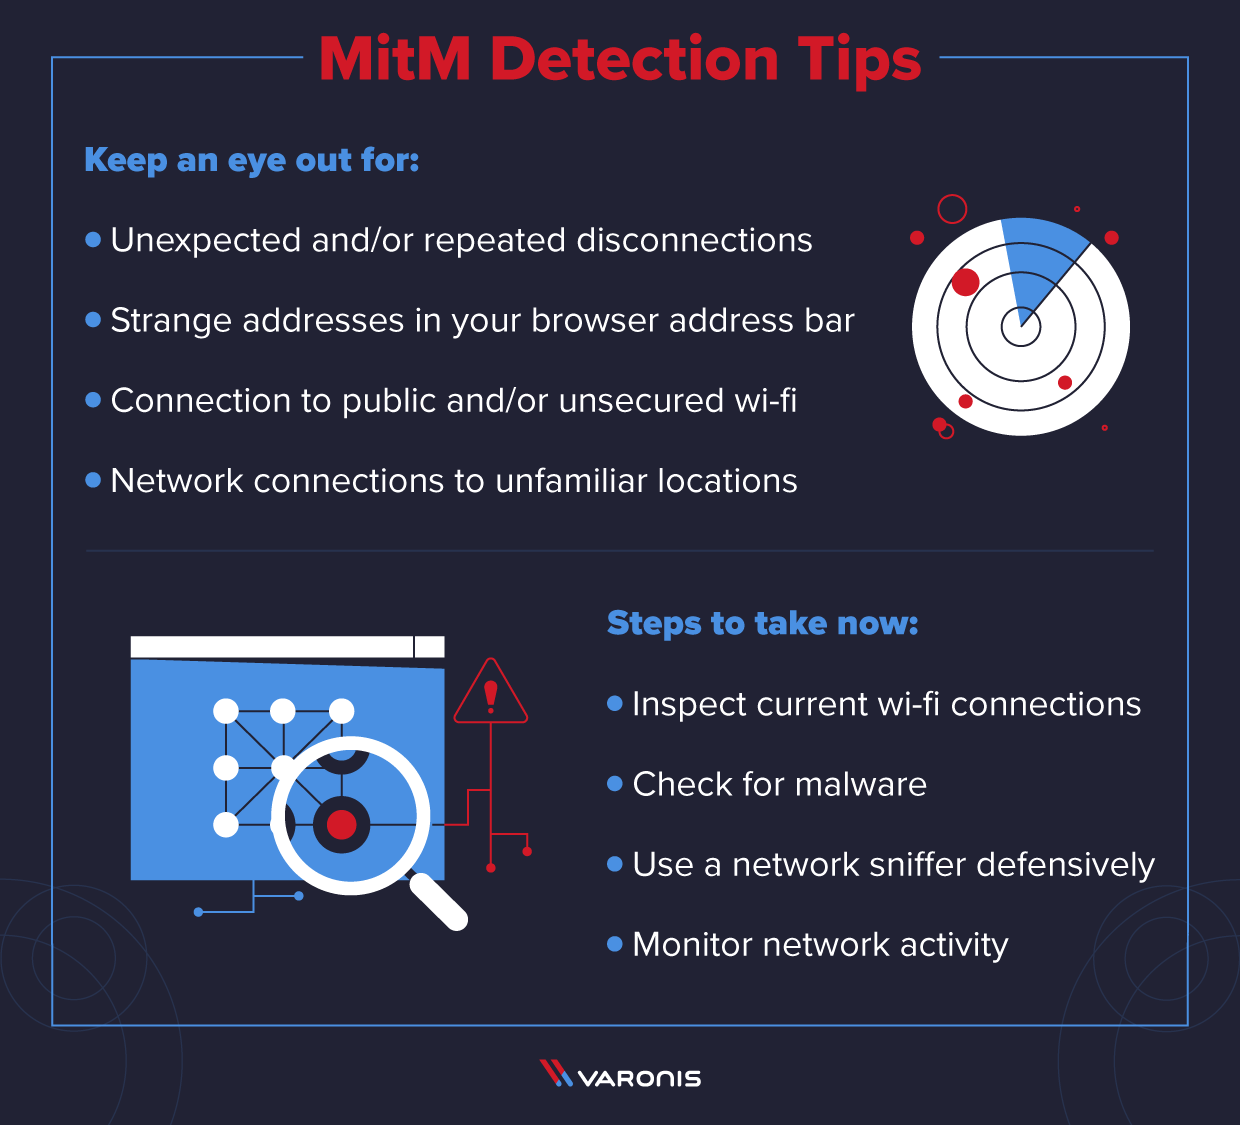 MitM Detection Tips
Keep an eye out for:
Unexpected and/or repeated disconnections
Strange addresses in your browser address bar
Connection to public and/or unsecured wi-fi
Network connections to unfamiliar locations
Steps to take now:
Inspect current wi-fi connections
Check for malware
Use a network sniffer defensively
Monitor network activity
VARONIS